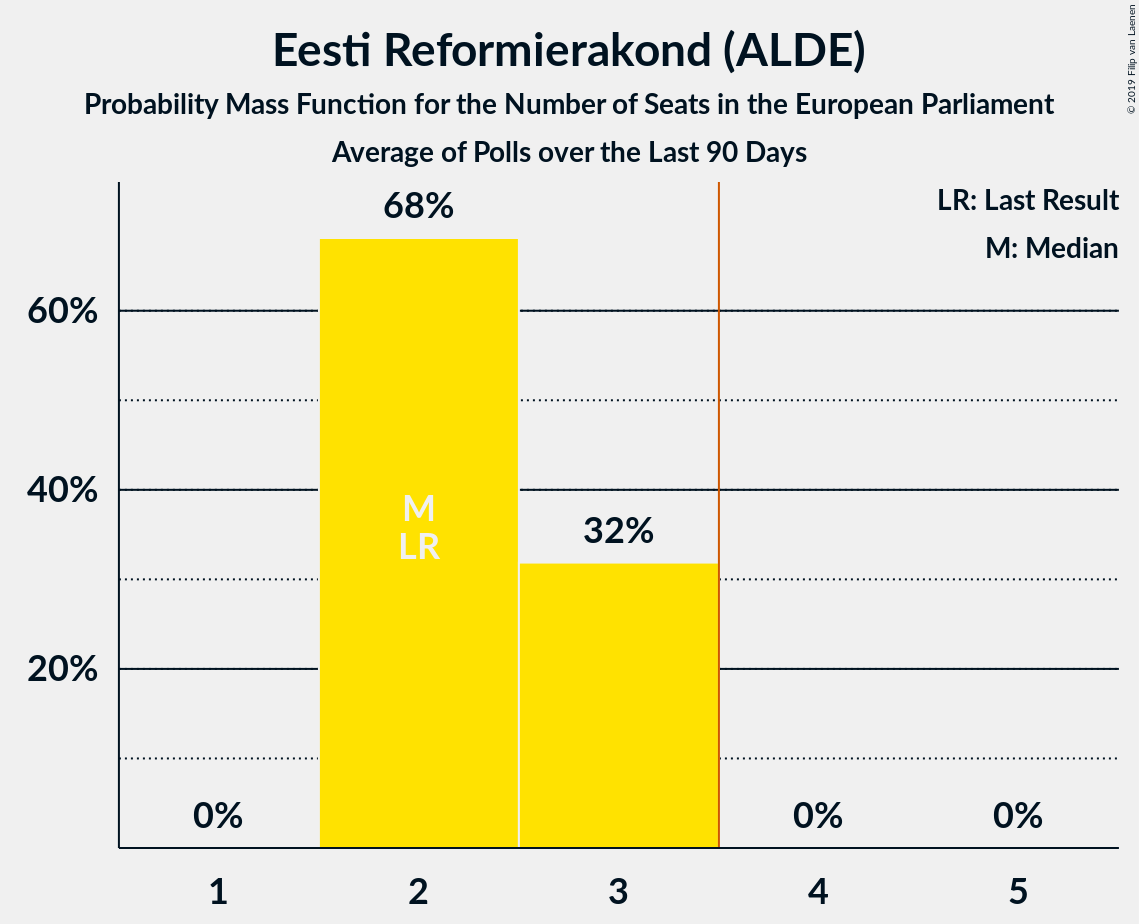 Eesti Reformierakond (ALDE)
Probability Mass Function for the Number of Seats in the European Parliament
Average of Polls over the Last 90 Days
© 2019 Filip van Laenen
LR: Last Result
M: Median
68%
60%
40%
M
LR
32%
20%
0%
0%
0%
1
2
3
4
5